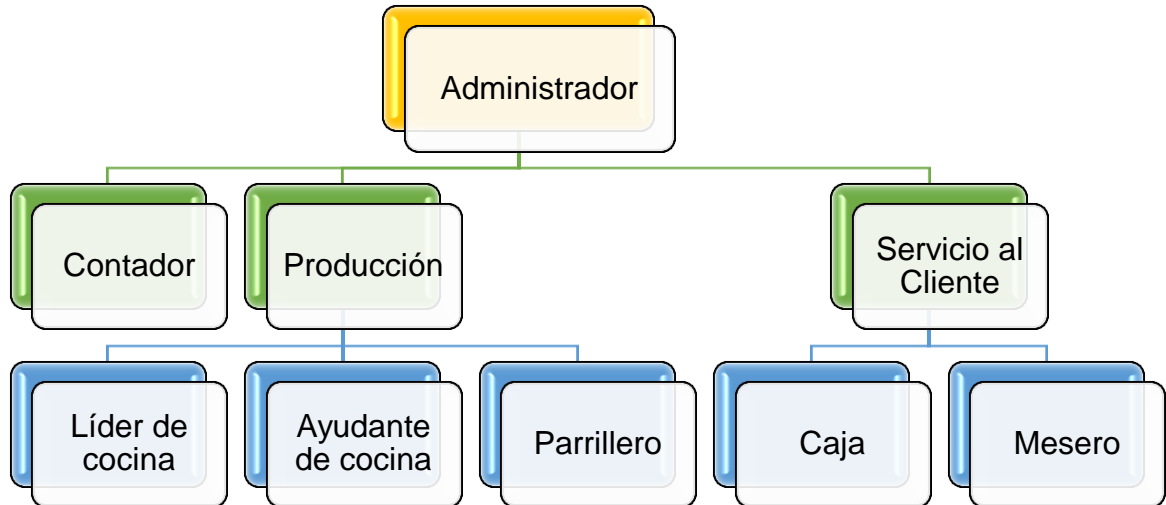 Administrador
Contador
Producción
Servicio al
Cliente
Líder de
cocina
Ayudante
de cocina
Parrillero
Caja
Mesero